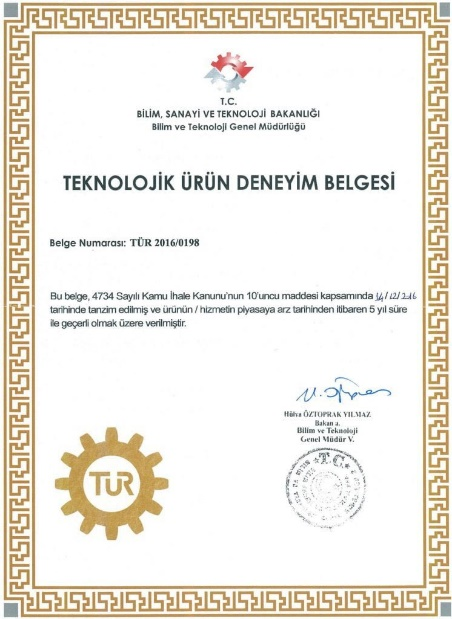 T.C.
BİLİM, SANAYİ VE TEKNOLOJİ BAKANLIĞI
Bilim ve Teknoloji Genel Müdürlüğü
TEKNOLOJİK ÜRÜN DENEYİM BELGESİ
Belge Numarası: TÜR 2016/0198
Bu belge, 4734 Sayılı Kamu İhale Kanunu'nun 10'uncu maddesi kapsamında /12/2016
tarihinde tanzim edilmiş ve ürünün / hizmetin piyasaya arz tarihinden itibaren 5 yıl süre
ile geçerli olmak üzere verilmiştir.
Hülya ÖZTOPRAK YILMAZ
Bakan a.
Bilim ve Teknoloji
Genel Müdür V.
TÜR
T.C.